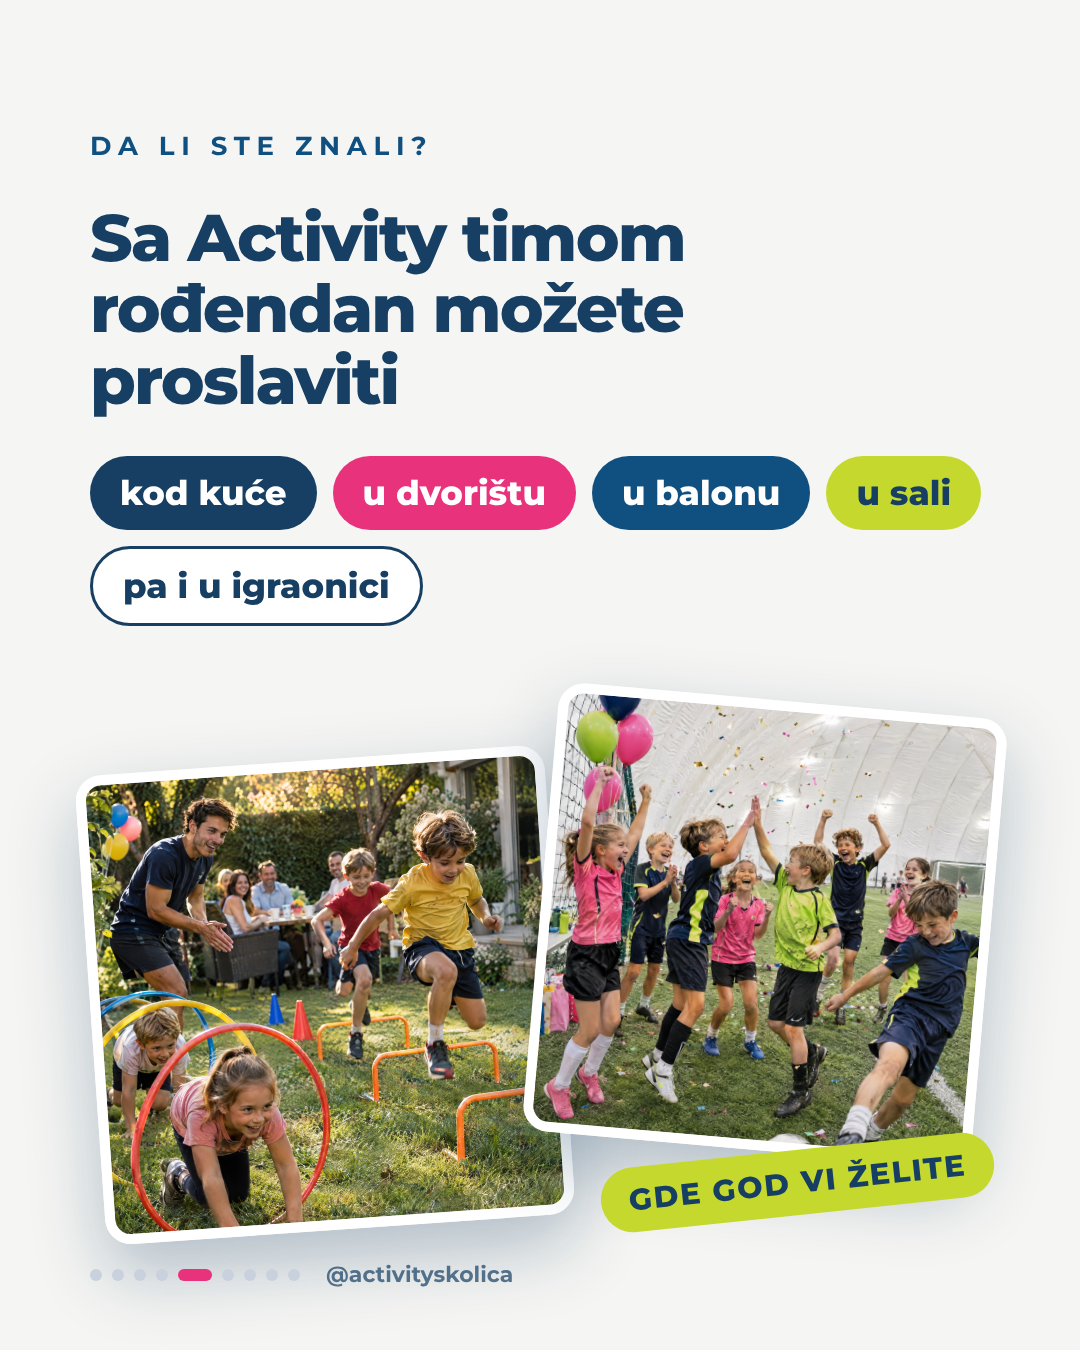 DA LI STE ZNALI?
Sa Activity timom
rođendan možete
proslaviti
kod kuće
u dvorištu
u balonu
u sali
pa i u igraonici
GDE GOD VI ŽELITE
@activityskolica